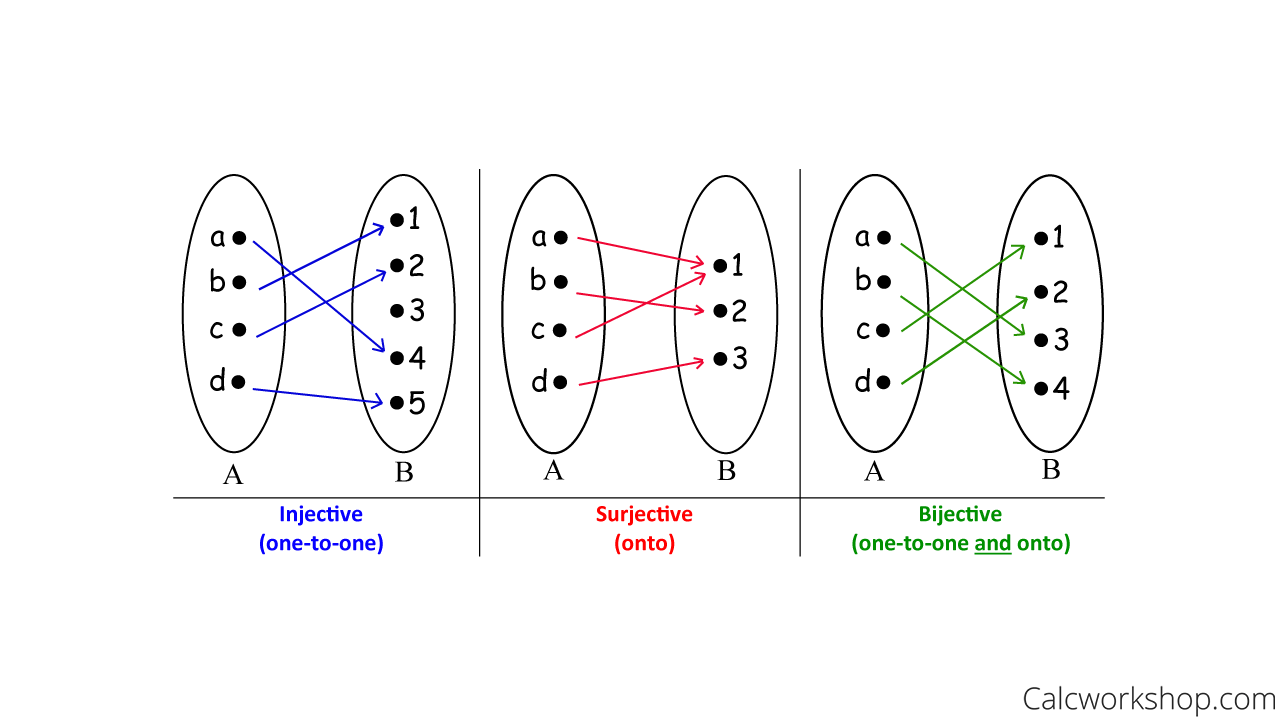 a
b
c
d
A
1
2
3
4
5
B
Injective
(one-to-one)
a
b
c
d
A
1
2
3
B
Surjective
(onto)
a
b
c
d
A
1
2
3
4
B
Bijective
(one-to-one and onto)
Calcworkshop.com